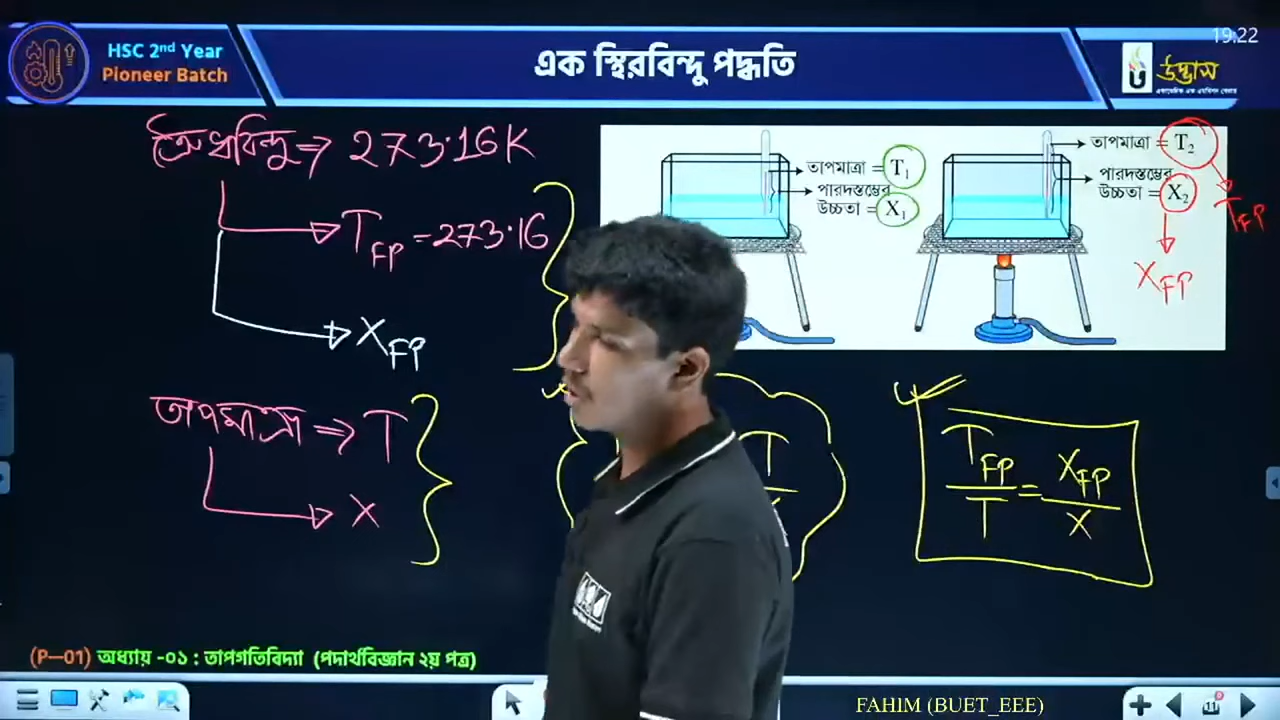 19:22
HSC 2nd Year
Pioneer Batch
এক স্থিরবিন্দু পদ্ধতি
উদ্ভাস
ত্রৈধবিন্দু ⇒ 273.16K
T_FP = 273.16
X_FP
তাপমাত্রা = T₁
পারদস্তম্ভের
উচ্চতা = X₁
তাপমাত্রা = T₂
পারদস্তম্ভের
উচ্চতা = X₂
T_FP
X_FP
তাপমাত্রা ⇒ T
X
T
T_FP/T = X_FP/X
(P–01) অধ্যায় -০১ : তাপগতিবিদ্যা (পদার্থবিজ্ঞান ২য় পত্র)
FAHIM (BUET_EEE)